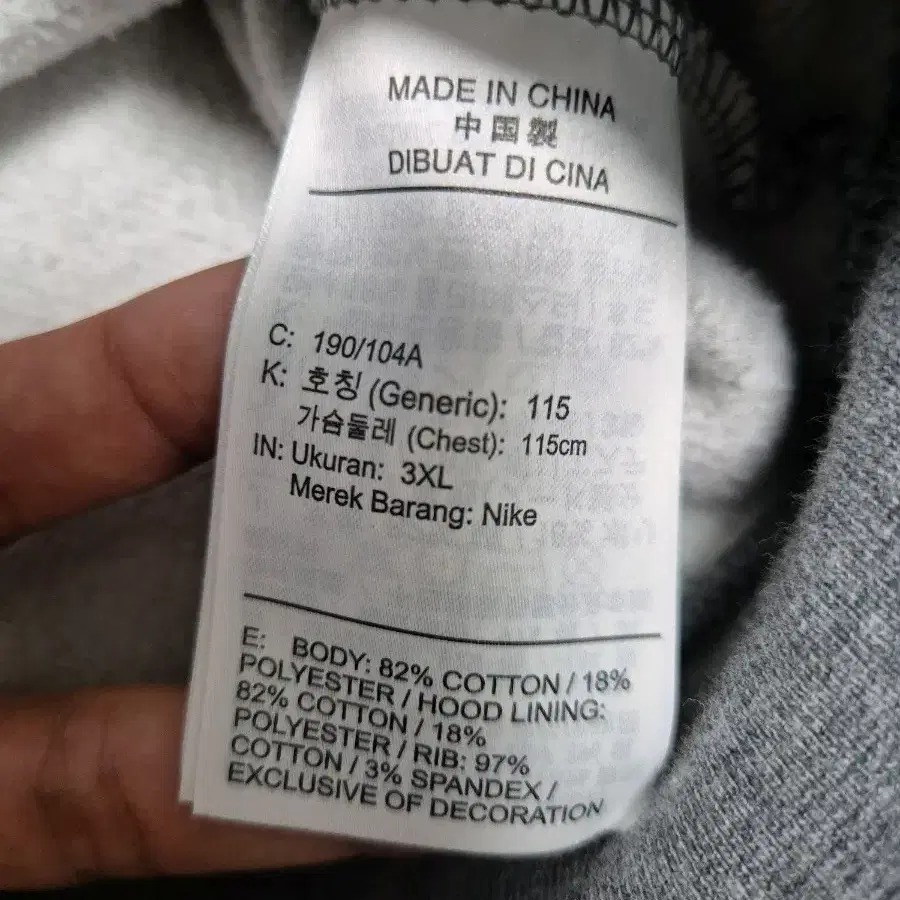 MADE IN CHINA
中国製
DIBUAT DI CINA
C: 190/104A
K: 호칭 (Generic): 115
가슴둘레 (Chest): 115cm
IN: Ukuran: 3XL
Merek Barang: Nike
E: BODY: 82% COTTON / 18%
POLYESTER / HOOD LINING:
82% COTTON / 18%
POLYESTER / RIB: 97%
COTTON / 3% SPANDEX /
EXCLUSIVE OF DECORATION